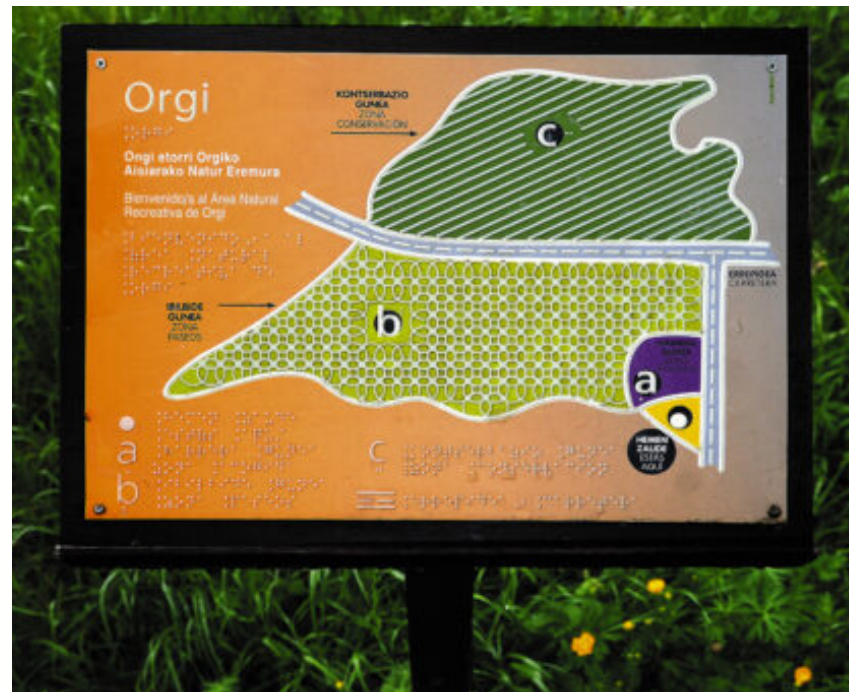 Orgi
Ongi etorri Orgiko
Aisiarako Natur Eremura
Bienvenido/a al Área Natural
Recreativa de Orgi
KONTSERBAZIO
GUNEA
ZONA
CONSERVACIÓN
c
IBILBIDE
GUNEA
ZONA
PASEOS
b
ERREPIDEA
CARRETERA
GUNEA
a
HEMEN
ZAUDE
ESTÁS
AQUÍ
a
b
c